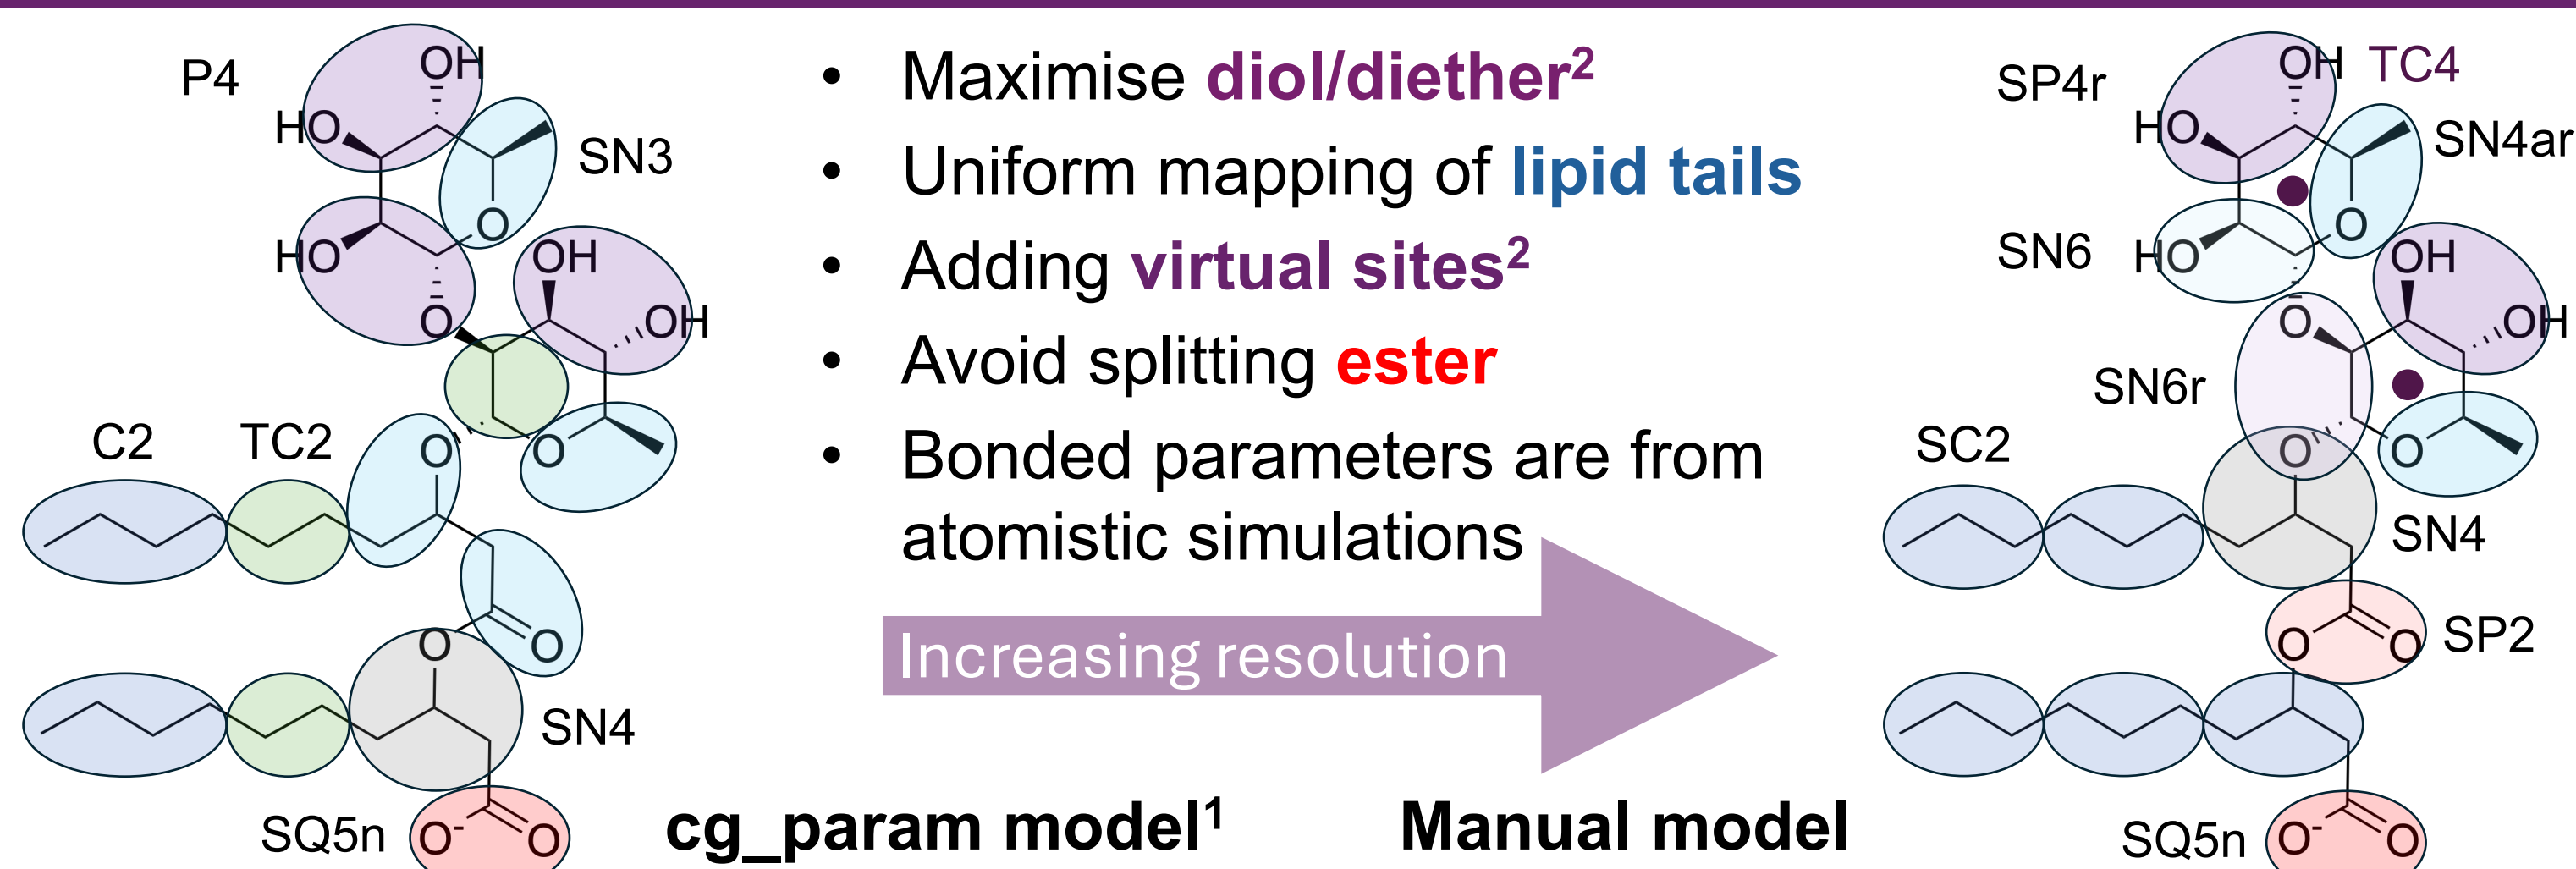 P4
OH
HO
SN3
O
HO
OH
O
OH
C2
TC2
O
O
O
O
SN4
SQ5n
O-
O
• Maximise diol/diether2
• Uniform mapping of lipid tails
• Adding virtual sites2
• Avoid splitting ester
• Bonded parameters are from
atomistic simulations
Increasing resolution
cg_param model1
Manual model
SP4r
OH
TC4
HO
SN4ar
SN6
HO
O
OH
O
OH
SN6r
SC2
O
O
SN4
O
O
SP2
SQ5n
O-
O